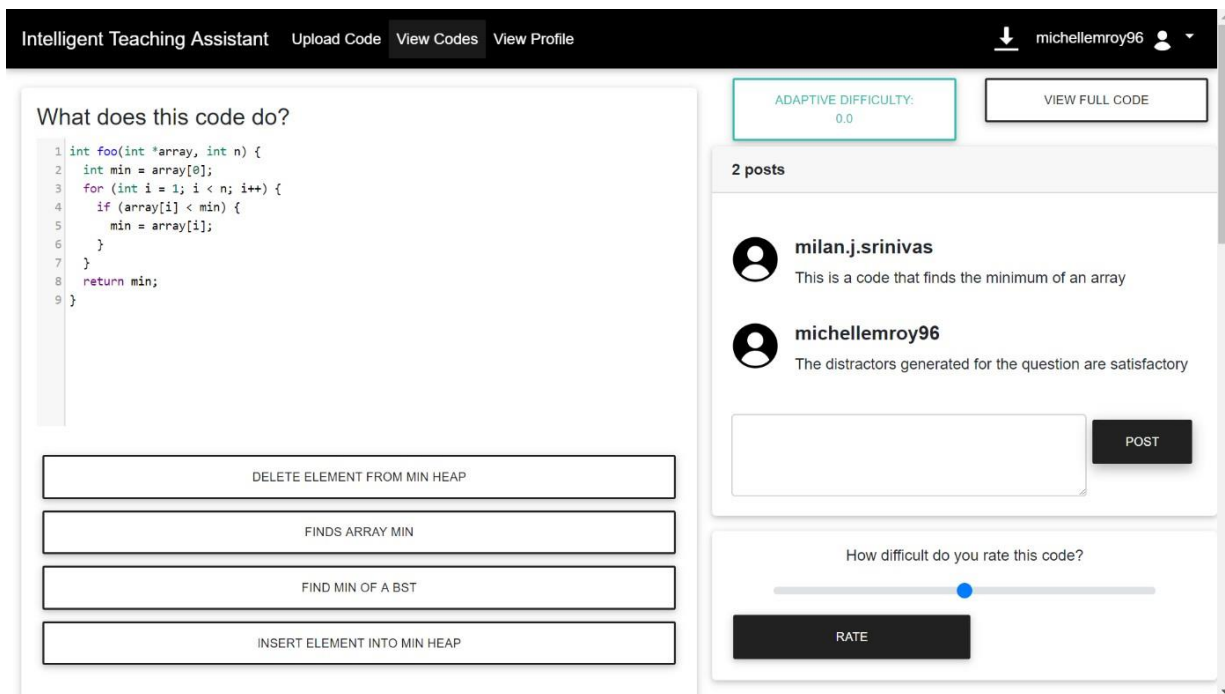 Intelligent Teaching Assistant Upload Code View Codes View Profile michellemroy96
What does this code do?
1 int foo(int *array, int n) {
2 int min = array[0];
3 for (int i = 1; i < n; i++) {
4 if (array[i] < min) {
5 min = array[i];
6 }
7 }
8 return min;
9 }
DELETE ELEMENT FROM MIN HEAP
FINDS ARRAY MIN
FIND MIN OF A BST
INSERT ELEMENT INTO MIN HEAP
ADAPTIVE DIFFICULTY:
0.0
VIEW FULL CODE
2 posts
milan.j.srinivas
This is a code that finds the minimum of an array
michellemroy96
The distractors generated for the question are satisfactory
POST
How difficult do you rate this code?
RATE